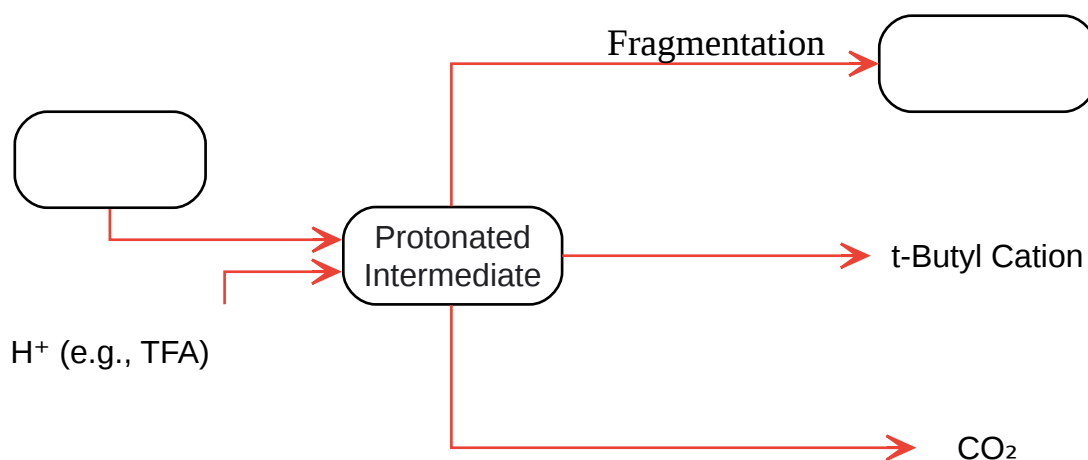 Fragmentation
Protonated
Intermediate
t-Butyl Cation
H⁺ (e.g., TFA)
CO₂